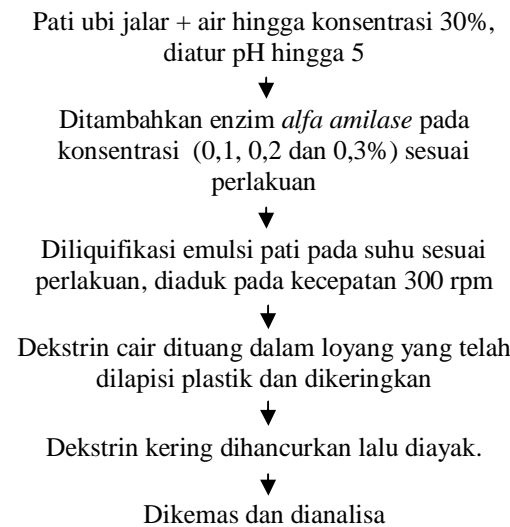 Pati ubi jalar + air hingga konsentrasi 30%,
diatur pH hingga 5
Ditambahkan enzim alfa amilase pada
konsentrasi (0,1, 0,2 dan 0,3%) sesuai
perlakuan
Diliquifikasi emulsi pati pada suhu sesuai
perlakuan, diaduk pada kecepatan 300 rpm
Dekstrin cair dituang dalam loyang yang telah
dilapisi plastik dan dikeringkan
Dekstrin kering dihancurkan lalu diayak.
Dikemas dan dianalisa